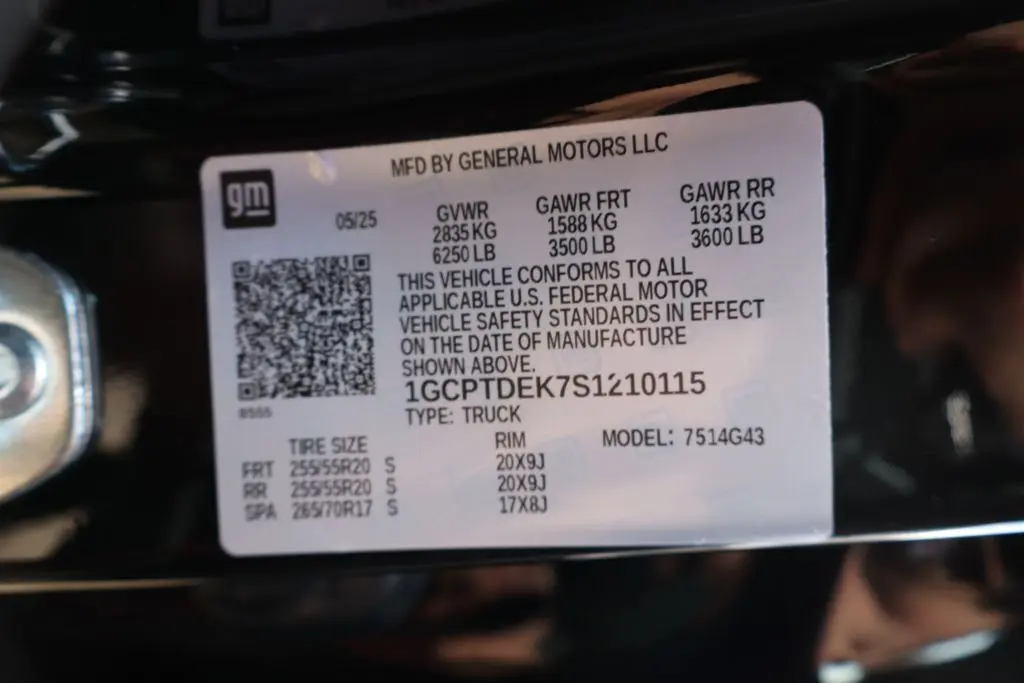 MFD BY GENERAL MOTORS LLC
gm
05/25
GVWR GAWR FRT GAWR RR
2835 KG 1588 KG 1633 KG
6250 LB 3500 LB 3600 LB
THIS VEHICLE CONFORMS TO ALL
APPLICABLE U.S. FEDERAL MOTOR
VEHICLE SAFETY STANDARDS IN EFFECT
ON THE DATE OF MANUFACTURE
SHOWN ABOVE.
1GCPTDEK7S1210115
TYPE: TRUCK
TIRE SIZE RIM MODEL: 7514G43
FRT 255/55R20 S 20X9J
RR 255/55R20 S 20X9J
SPA 265/70R17 S 17X8J